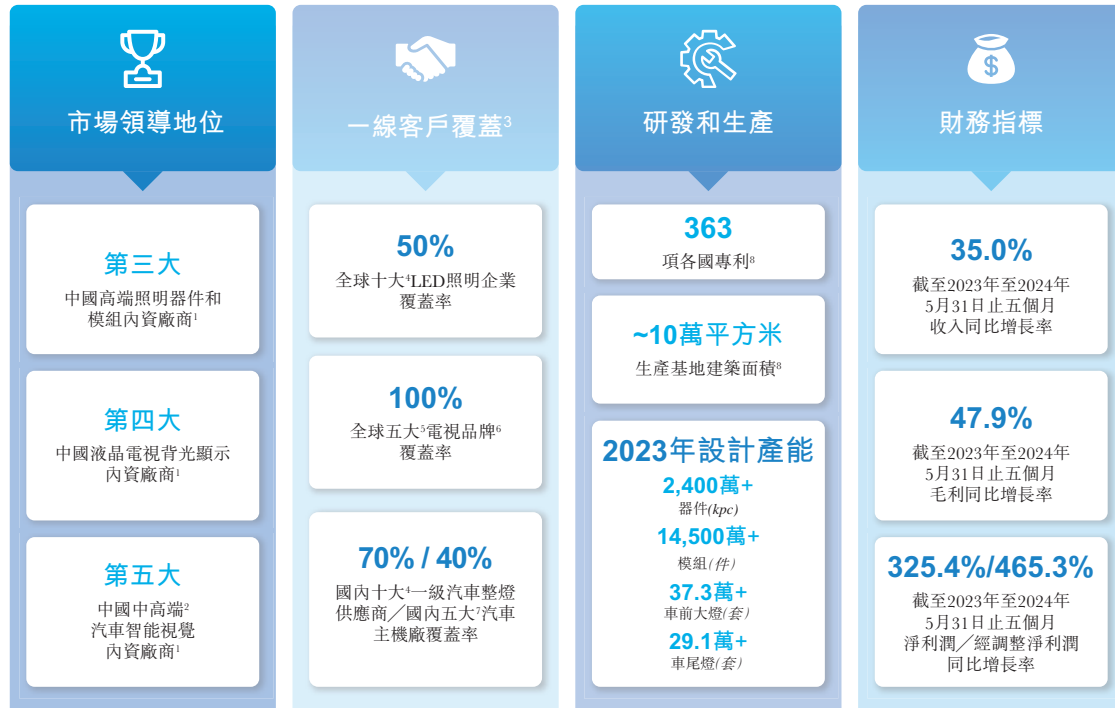 市場領導地位
第三大
中國高端照明器件和
模組內資廠商¹
第四大
中國液晶電視背光顯示
內資廠商¹
第五大
中國中高端²
汽車智能視覺
內資廠商¹
一線客戶覆蓋³
50%
全球十大⁴LED照明企業
覆蓋率
100%
全球五大⁵電視品牌⁶
覆蓋率
70% / 40%
國內十大⁴一級汽車整燈
供應商／國內五大⁷汽車
主機廠覆蓋率
研發和生產
363
項各國專利⁸
~10萬平方米
生產基地建築面積⁸
2023年設計產能
2,400萬+
器件(kpc)
14,500萬+
模組(件)
37.3萬+
車前大燈(套)
29.1萬+
車尾燈(套)
$
財務指標
35.0%
截至2023年至2024年
5月31日止五個月
收入同比增長率
47.9%
截至2023年至2024年
5月31日止五個月
毛利同比增長率
325.4%/465.3%
截至2023年至2024年
5月31日止五個月
淨利潤／經調整淨利潤
同比增長率